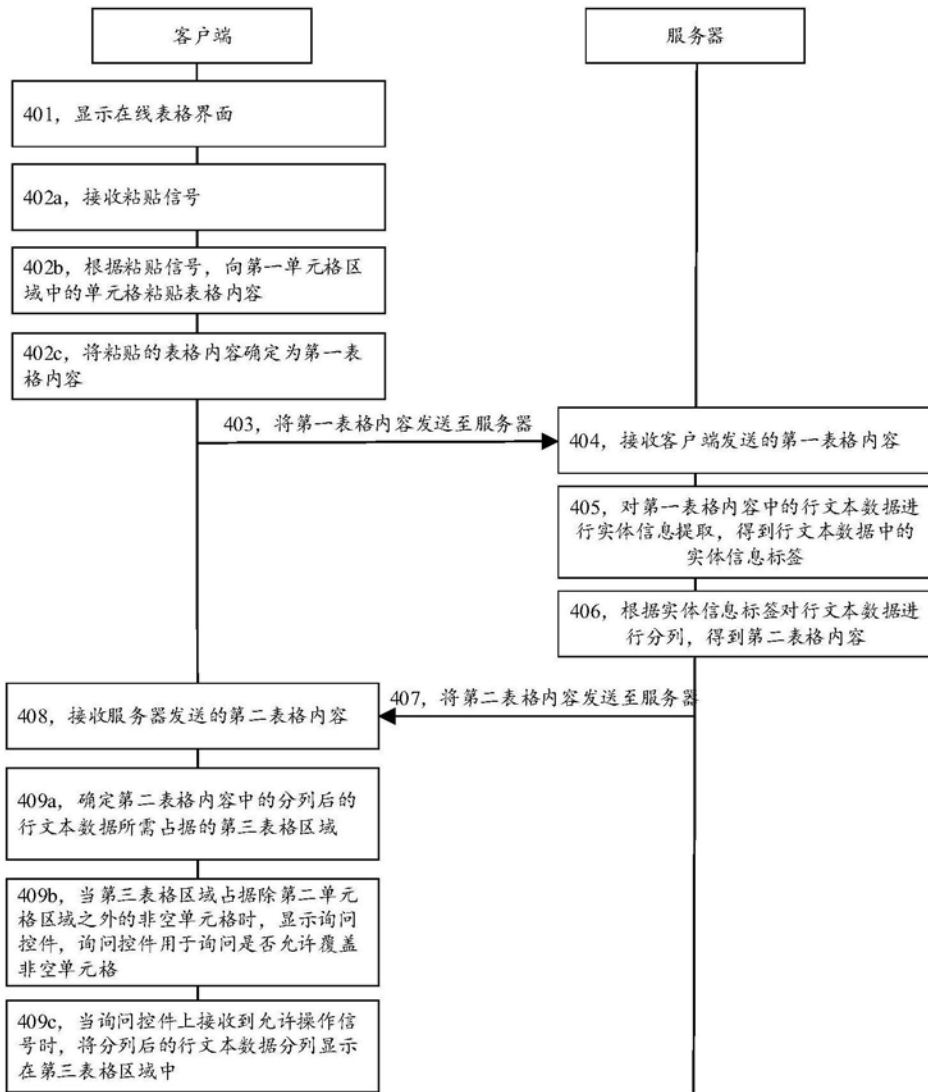 客户端
服务器
401，显示在线表格界面
402a，接收粘贴信号
402b，根据粘贴信号，向第一单元格区
域中的单元格粘贴表格内容
402c，将粘贴的表格内容确定为第一表
格内容
403，将第一表格内容发送至服务器
404，接收客户端发送的第一表格内容
405，对第一表格内容中的行文本数据进
行实体信息提取，得到行文本数据中的
实体信息标签
406，根据实体信息标签对行文本数据进
行分列，得到第二表格内容
407，将第二表格内容发送至服务器
408，接收服务器发送的第二表格内容
409a，确定第二表格内容中的分列后的
行文本数据所需占据的第三表格区域
409b，当第三表格区域占据除第二单元
格区域之外的非空单元格时，显示询问
控件，询问控件用于询问是否允许覆盖
非空单元格
409c，当询问控件上接收到允许操作信
号时，将分列后的行文本数据分列显示
在第三表格区域中